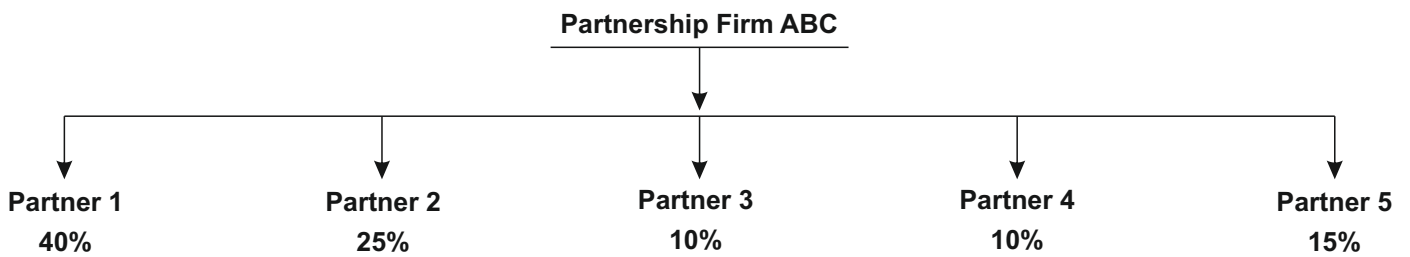 Partnership Firm ABC
Partner 1 Partner 2 Partner 3 Partner 4 Partner 5
40% 25% 10% 10% 15%